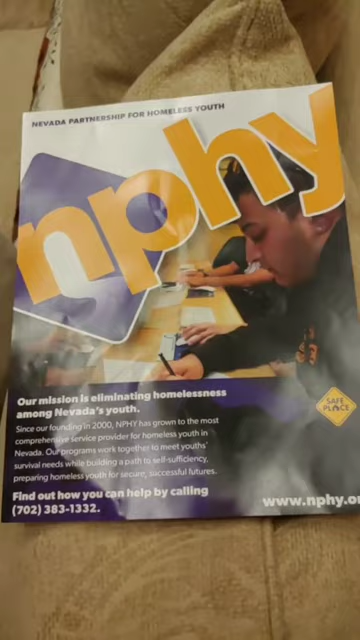 NEVADA PARTNERSHIP FOR HOMELESS YOUTH
nphy
Our mission is eliminating homelessness
among Nevada's youth.
Since our founding in 2000, NPHY has grown to the most
comprehensive service provider for homeless youth in
Nevada. Our programs work together to meet youths'
survival needs while building a path to self-sufficiency,
preparing homeless youth for secure, successful futures.
Find out how you can help by calling
(702) 383-1332.
SAFE
PLACE
www.nphy.or